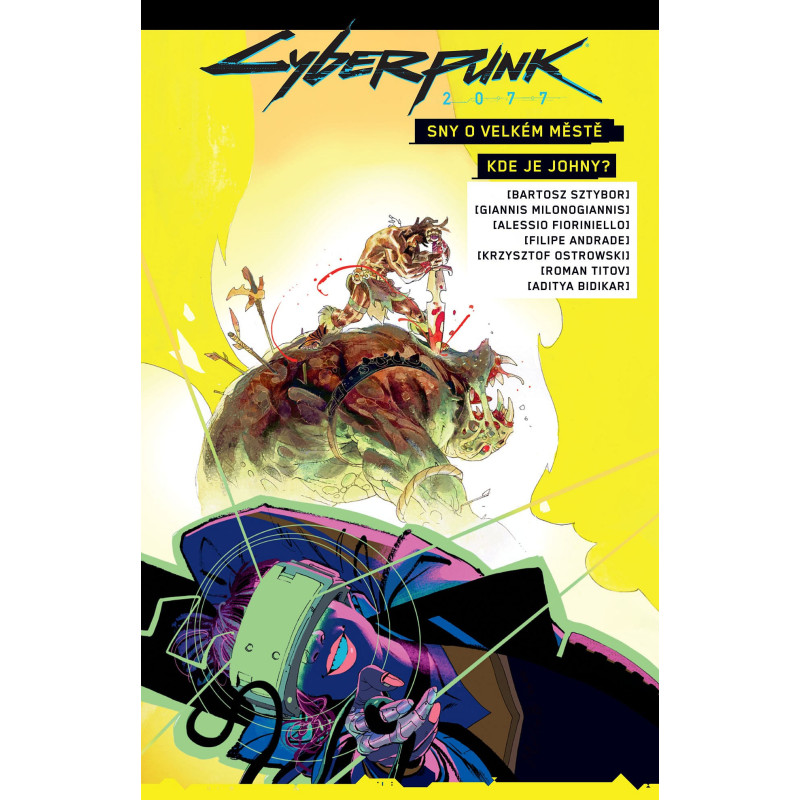 CYBERPUNK
2077
SNY O VELKÉM MĚSTĚ
KDE JE JOHNY?
[BARTOSZ SZTYBOR]
[GIANNIS MILONOGIANNIS]
[ALESSIO FIORINIELLO]
[FILIPE ANDRADE]
[KRZYSZTOF OSTROWSKI]
[ROMAN TITOV]
[ADITYA BIDIKAR]